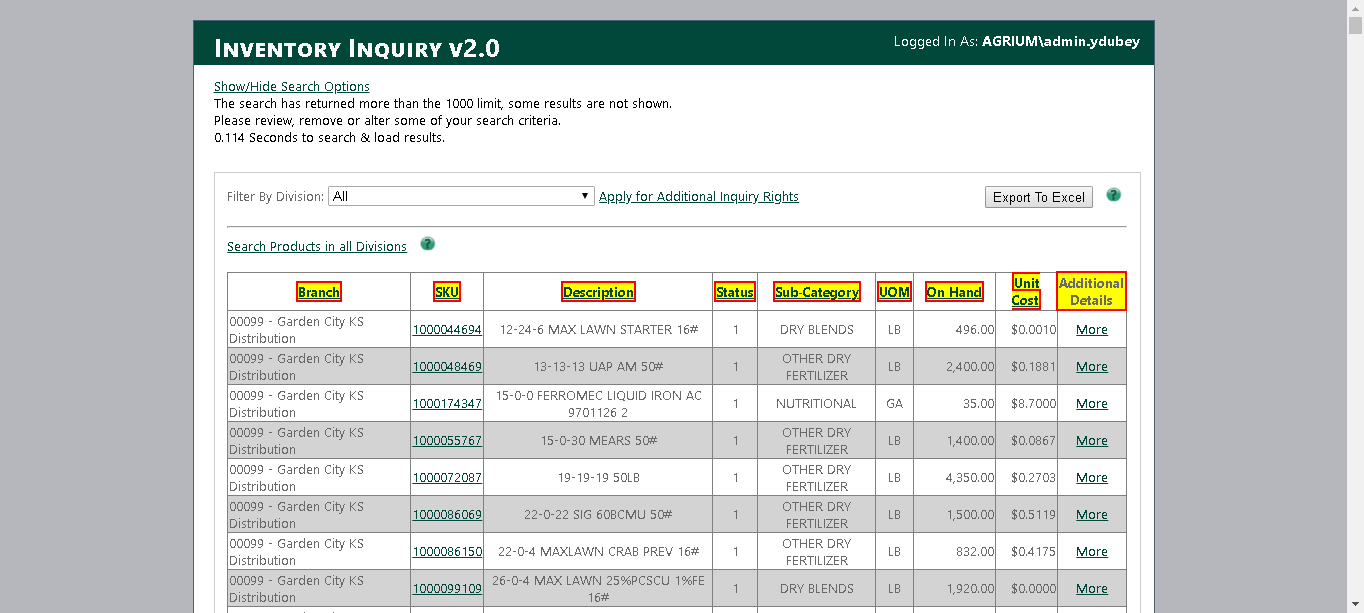 INVENTORY INQUIRY V2.0
Logged In As: AGRIUM\admin.ydubey
Show/Hide Search Options
The search has returned more than the 1000 limit, some results are not shown.
Please review, remove or alter some of your search criteria.
0.114 Seconds to search & load results.
Filter By Division: All Apply for Additional Inquiry Rights Export To Excel ?
Search Products in all Divisions ?
Branch SKU Description Status Sub-Category UOM On Hand Unit Cost Additional Details
00099 - Garden City KS Distribution 1000044694 12-24-6 MAX LAWN STARTER 16# 1 DRY BLENDS LB 496.00 $0.0010 More
00099 - Garden City KS Distribution 1000048469 13-13-13 UAP AM 50# 1 OTHER DRY FERTILIZER LB 2,400.00 $0.1881 More
00099 - Garden City KS Distribution 1000174347 15-0-0 FERROMEC LIQUID IRON AC 9701126 2 1 NUTRITIONAL GA 35.00 $8.7000 More
00099 - Garden City KS Distribution 1000055767 15-0-30 MEARS 50# 1 OTHER DRY FERTILIZER LB 1,400.00 $0.0867 More
00099 - Garden City KS Distribution 1000072087 19-19-19 50LB 1 OTHER DRY FERTILIZER LB 4,350.00 $0.2703 More
00099 - Garden City KS Distribution 1000086069 22-0-22 SIG 60BCMU 50# 1 OTHER DRY FERTILIZER LB 1,500.00 $0.5119 More
00099 - Garden City KS Distribution 1000086150 22-0-4 MAXLAWN CRAB PREV 16# 1 OTHER DRY FERTILIZER LB 832.00 $0.4175 More
00099 - Garden City KS Distribution 1000099109 26-0-4 MAX LAWN 25%PCSCU 1%FE 16# 1 DRY BLENDS LB 1,920.00 $0.0000 More